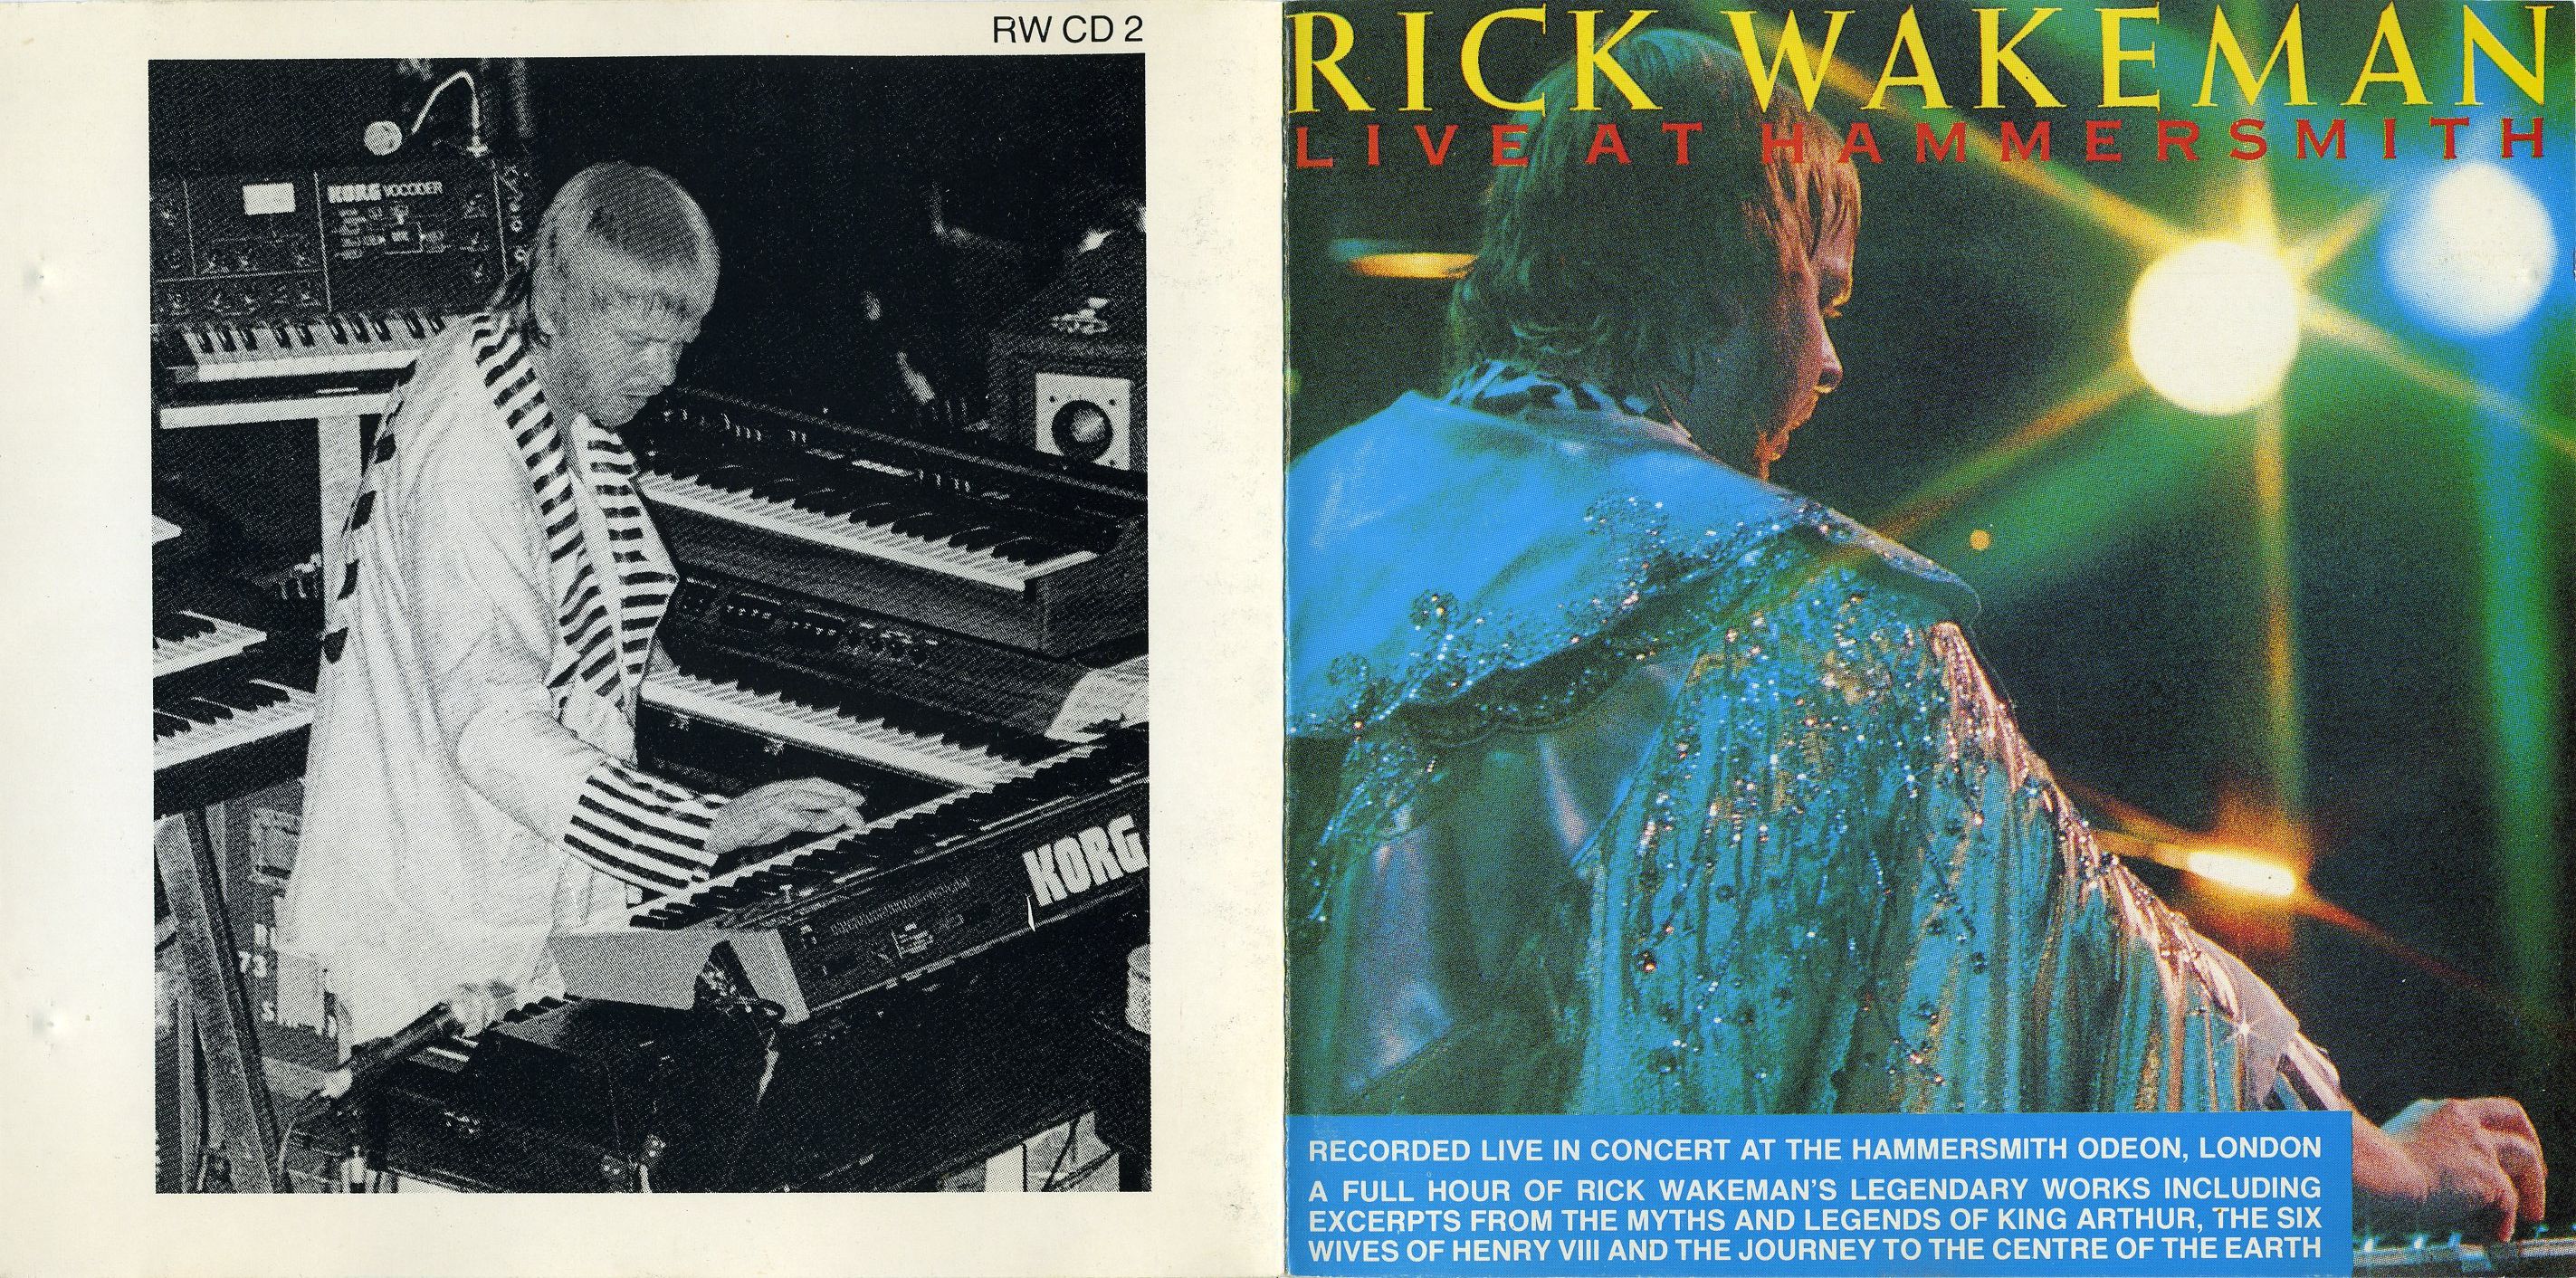 RW CD 2
KORG VOCODER
KORG
73
RICK WAKEMAN
LIVE AT HAMMERSMITH
RECORDED LIVE IN CONCERT AT THE HAMMERSMITH ODEON, LONDON
A FULL HOUR OF RICK WAKEMAN'S LEGENDARY WORKS INCLUDING
EXCERPTS FROM THE MYTHS AND LEGENDS OF KING ARTHUR, THE SIX
WIVES OF HENRY VIII AND THE JOURNEY TO THE CENTRE OF THE EARTH